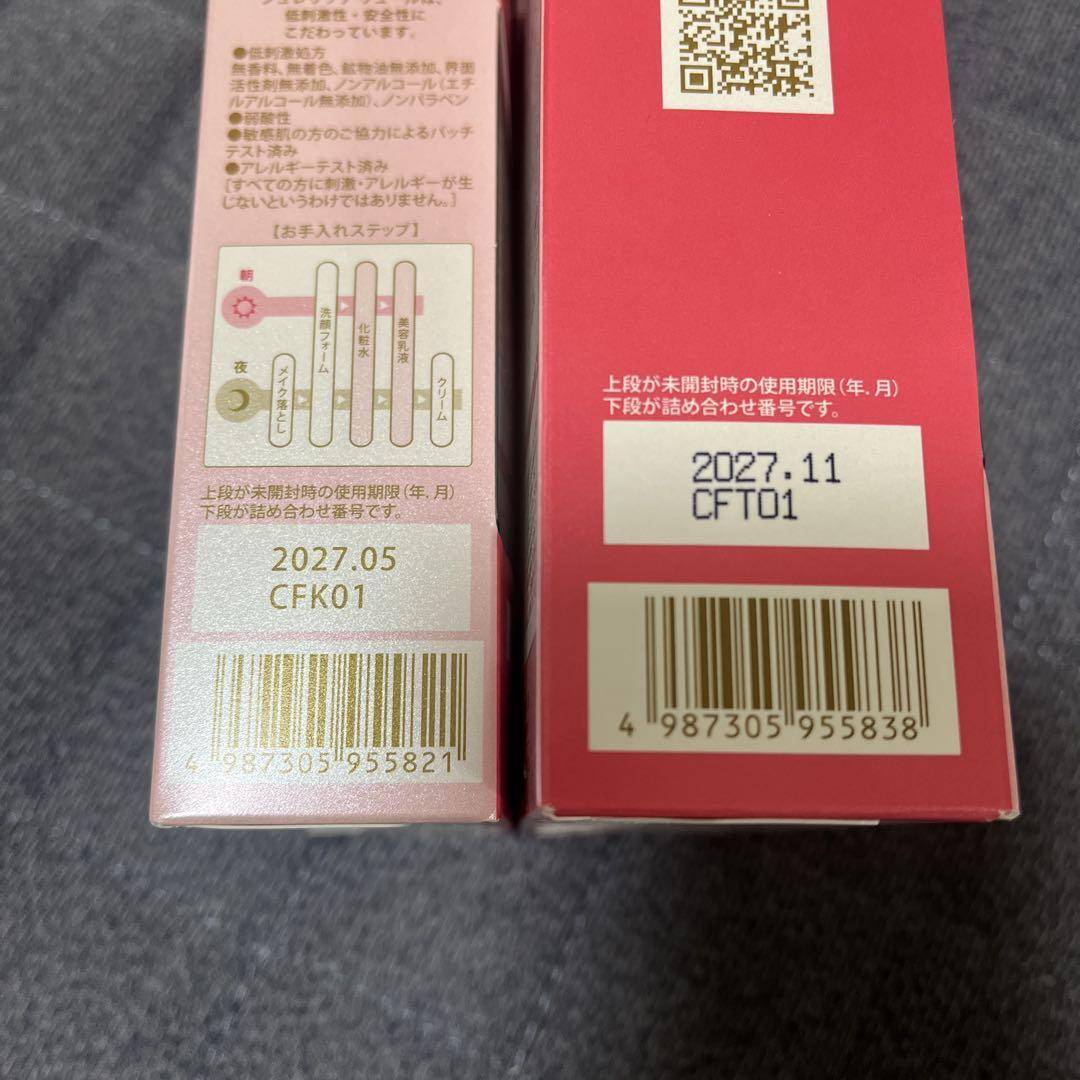 低刺激性・安全性に
こだわっています。
●低刺激処方
無香料、無着色、鉱物油無添加、界面
活性剤無添加、ノンアルコール(エチ
ルアルコール無添加)、ノンパラベン
●弱酸性
●敏感肌の方のご協力によるパッチ
テスト済み
●アレルギーテスト済み
[すべての方に刺激・アレルギーが生
じないというわけではありません。]
【お手入れステップ】
朝
夜
メイク落とし
洗顔フォーム
化粧水
美容乳液
クリーム
上段が未開封時の使用期限(年.月)
下段が詰め合わせ番号です。
2027.05
CFK01
4 987305 955821
上段が未開封時の使用期限(年.月)
下段が詰め合わせ番号です。
2027.11
CFT01
4 987305 955838